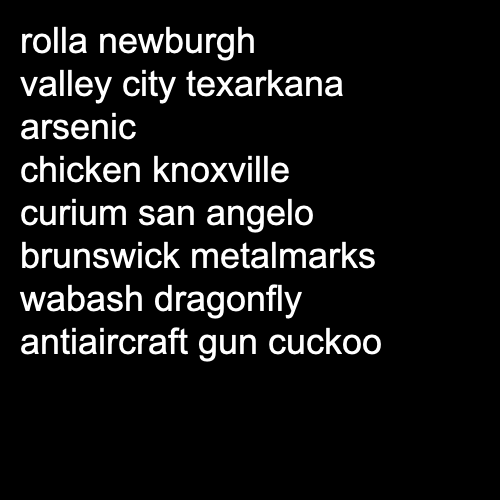 rolla newburgh
valley city texarkana
arsenic
chicken knoxville
curium san angelo
brunswick metalmarks
wabash dragonfly
antiaircraft gun cuckoo